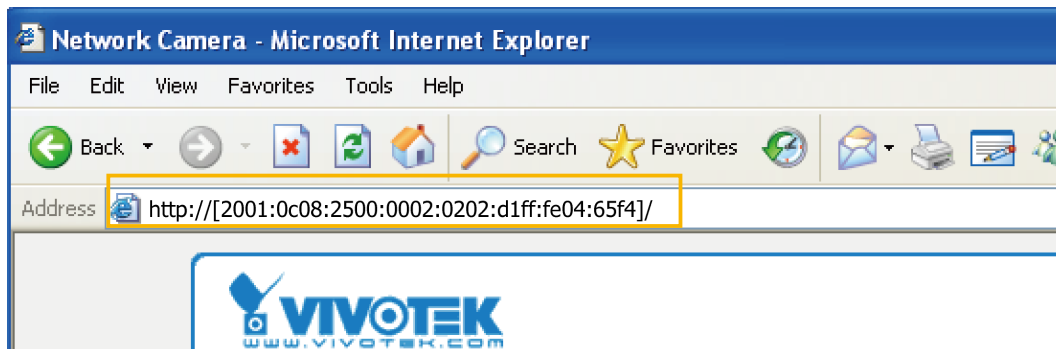 Network Camera - Microsoft Internet Explorer
File Edit View Favorites Tools Help
Back Search Favorites
Address http://[2001:0c08:2500:0002:0202:d1ff:fe04:65f4]/
VIVOTEK
www.vivotek.com